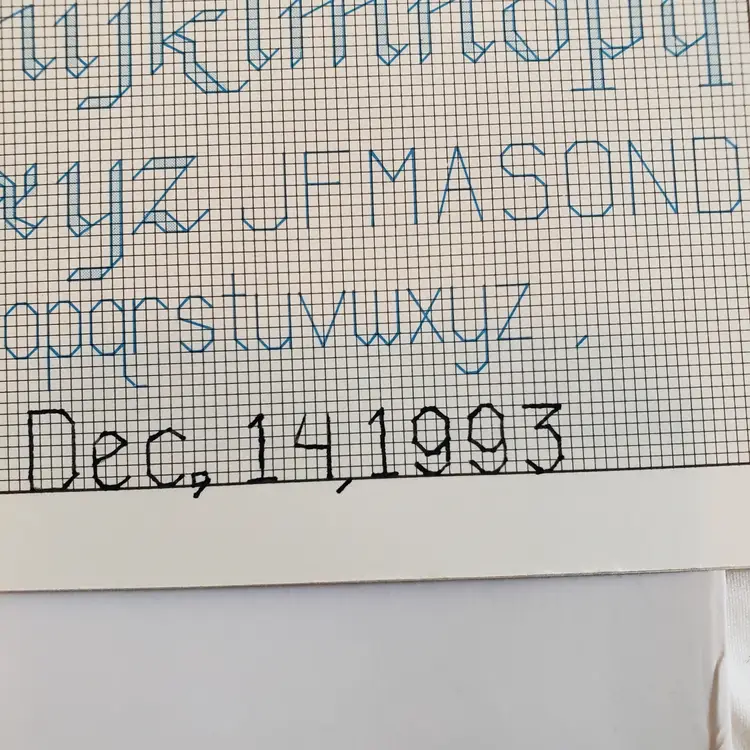 ijklmnopq
xyz JFMASOND
opqrstuvwxyz ,
Dec, 14, 1993